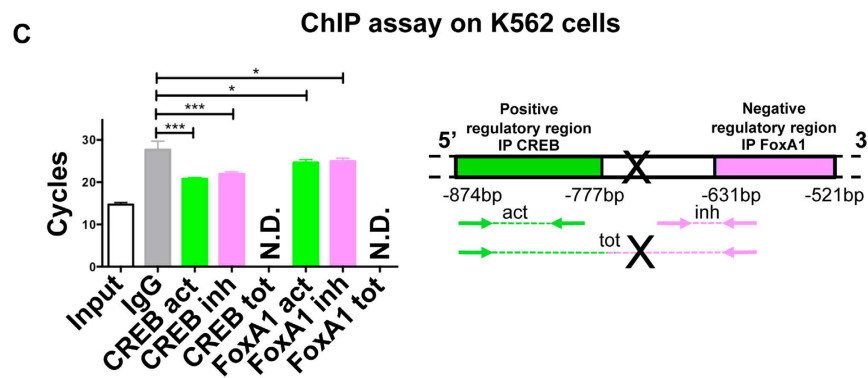 C
ChIP assay on K562 cells
Cycles
30
20
10
0
*
*
***
***
N.D.
N.D.
Input
IgG
CREB act
CREB inh
CREB tot
FoxA1 act
FoxA1 inh
FoxA1 tot
Positive
regulatory region
IP CREB
Negative
regulatory region
IP FoxA1
5’
3
X
-874bp
-777bp
-631bp
-521bp
act
inh
tot
X